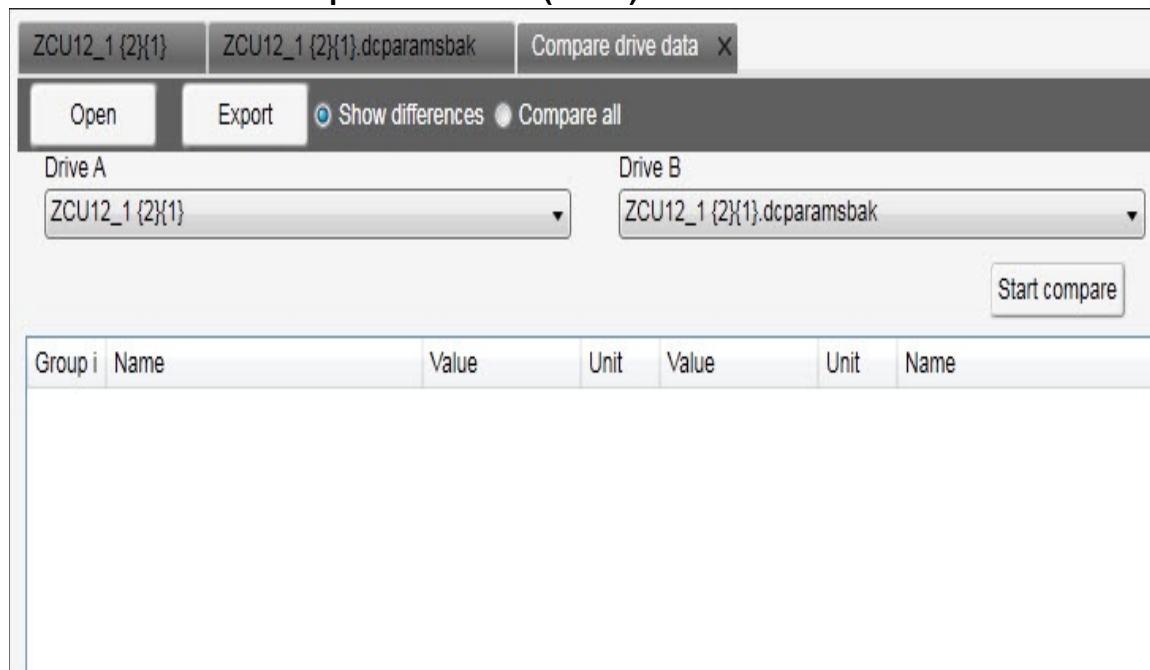 ZCU12_1 {2}{1} ZCU12_1 {2}{1}.dcparamsbak Compare drive data X
Open Export Show differences Compare all
Drive A Drive B
ZCU12_1 {2}{1} ZCU12_1 {2}{1}.dcparamsbak
Start compare
Group i Name Value Unit Value Unit Name